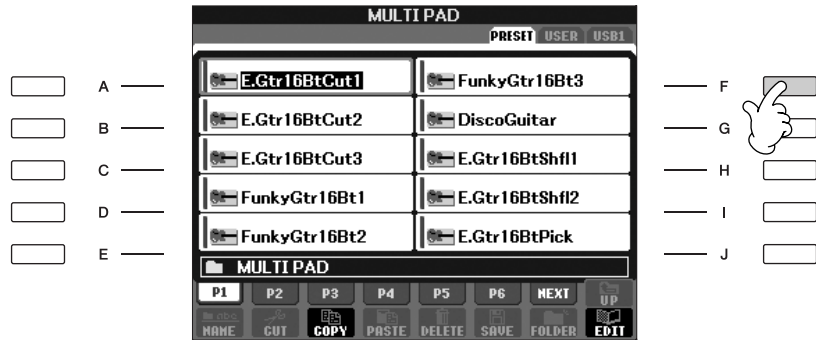 MULTI PAD
PRESET USER USB1
A E.Gtr16BtCut1 FunkyGtr16Bt3 F
B E.Gtr16BtCut2 DiscoGuitar G
C E.Gtr16BtCut3 E.Gtr16BtShfl1 H
D FunkyGtr16Bt1 E.Gtr16BtShfl2 I
E FunkyGtr16Bt2 E.Gtr16BtPick J
MULTI PAD
P1 P2 P3 P4 P5 P6 NEXT UP
NAME CUT COPY PASTE DELETE SAVE FOLDER EDIT